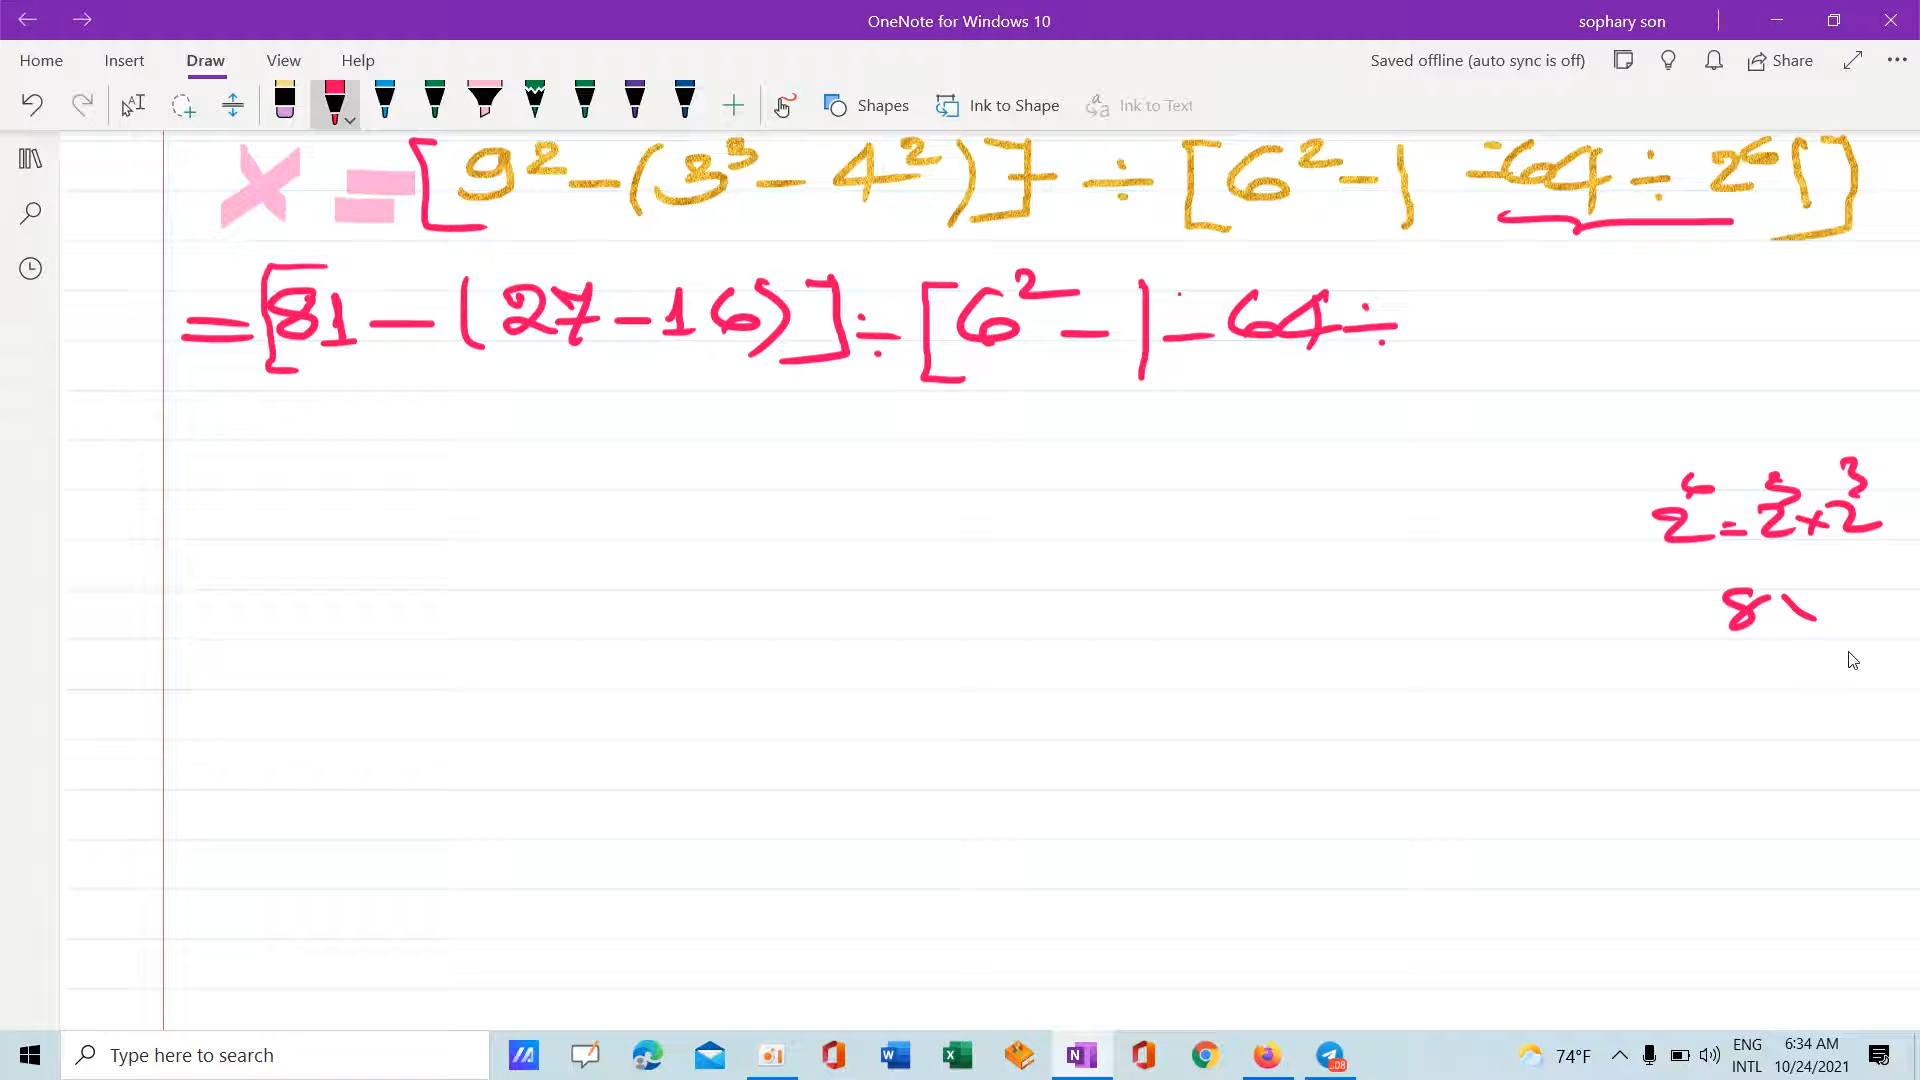 OneNote for Windows 10
sophary son
Home Insert Draw View Help
Saved offline (auto sync is off) Share
Shapes Ink to Shape Ink to Text
x = [9² - (3³ - 4²)] ÷ [6² - | -64 ÷ 2⁶ |]
= [81 - (27 - 16)] ÷ [6² - | - 64 ÷
2⁶ = 2³ × 2³
8 \
Type here to search
08
74°F
ENG
INTL
6:34 AM
10/24/2021